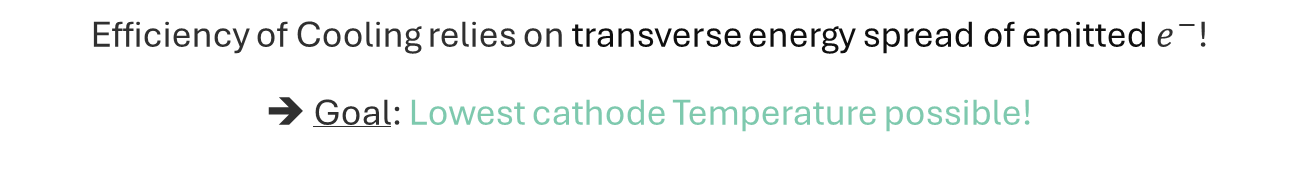 Efficiency of Cooling relies on transverse energy spread of emitted e⁻!
➔ Goal: Lowest cathode Temperature possible!